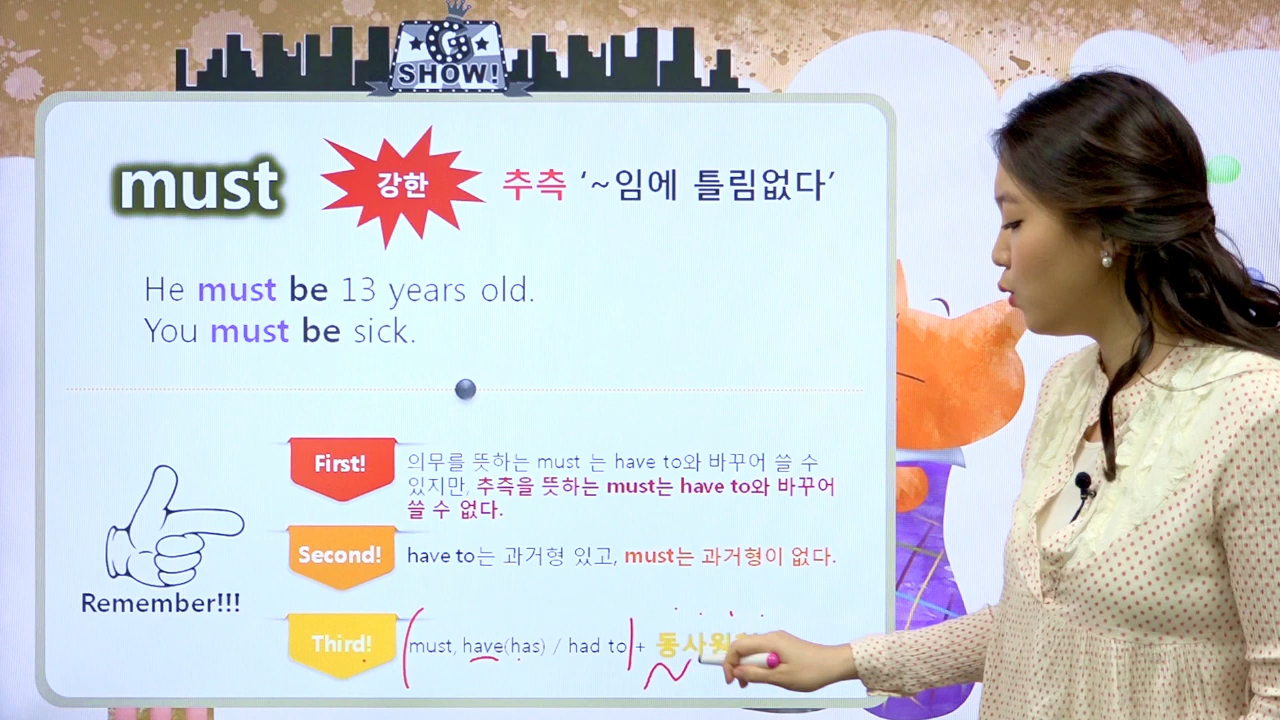 G
SHOW!
must 강한 추측 ‘~임에 틀림없다’
He must be 13 years old.
You must be sick.
First! 의무를 뜻하는 must 는 have to와 바꾸어 쓸 수
있지만, 추측을 뜻하는 must는 have to와 바꾸어
쓸 수 없다.
Second! have to는 과거형 있고, must는 과거형이 없다.
Remember!!!
Third! must, have(has) / had to +